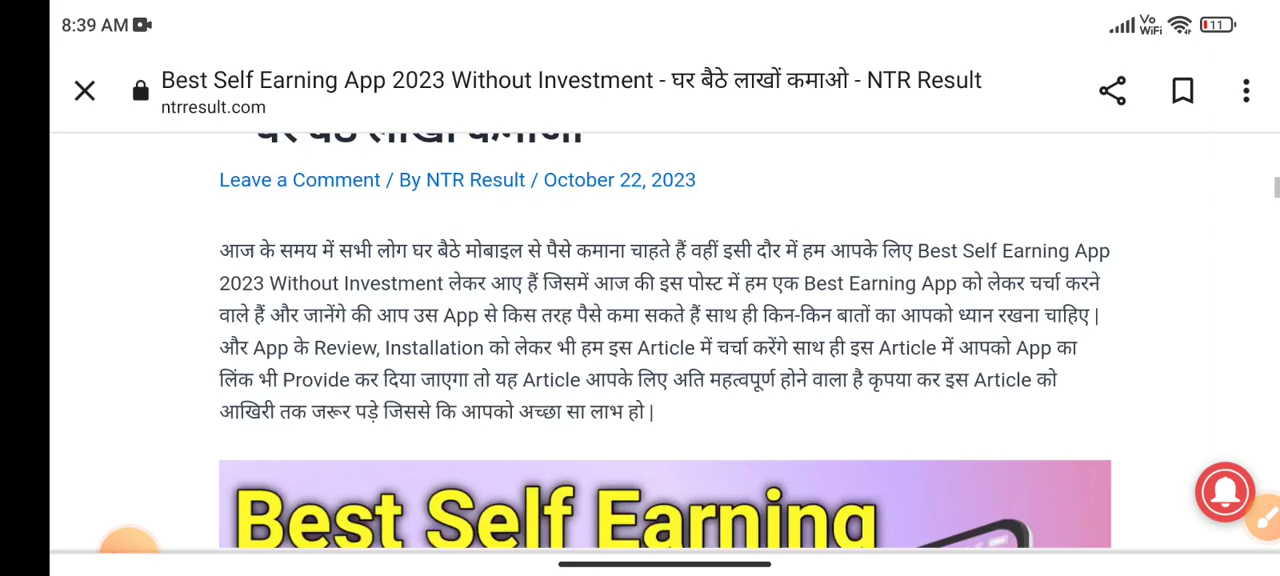 8:39 AM
Vo WiFi 11
Best Self Earning App 2023 Without Investment - घर बैठे लाखों कमाओ - NTR Result
ntrresult.com
घर बैठे लाखों कमाओ
Leave a Comment / By NTR Result / October 22, 2023
आज के समय में सभी लोग घर बैठे मोबाइल से पैसे कमाना चाहते हैं वहीं इसी दौर में हम आपके लिए Best Self Earning App
2023 Without Investment लेकर आए हैं जिसमें आज की इस पोस्ट में हम एक Best Earning App को लेकर चर्चा करने
वाले हैं और जानेंगे की आप उस App से किस तरह पैसे कमा सकते हैं साथ ही किन-किन बातों का आपको ध्यान रखना चाहिए |
और App के Review, Installation को लेकर भी हम इस Article में चर्चा करेंगे साथ ही इस Article में आपको App का
लिंक भी Provide कर दिया जाएगा तो यह Article आपके लिए अति महत्वपूर्ण होने वाला है कृपया कर इस Article को
आखिरी तक जरूर पड़े जिससे कि आपको अच्छा सा लाभ हो |
Best Self Earning